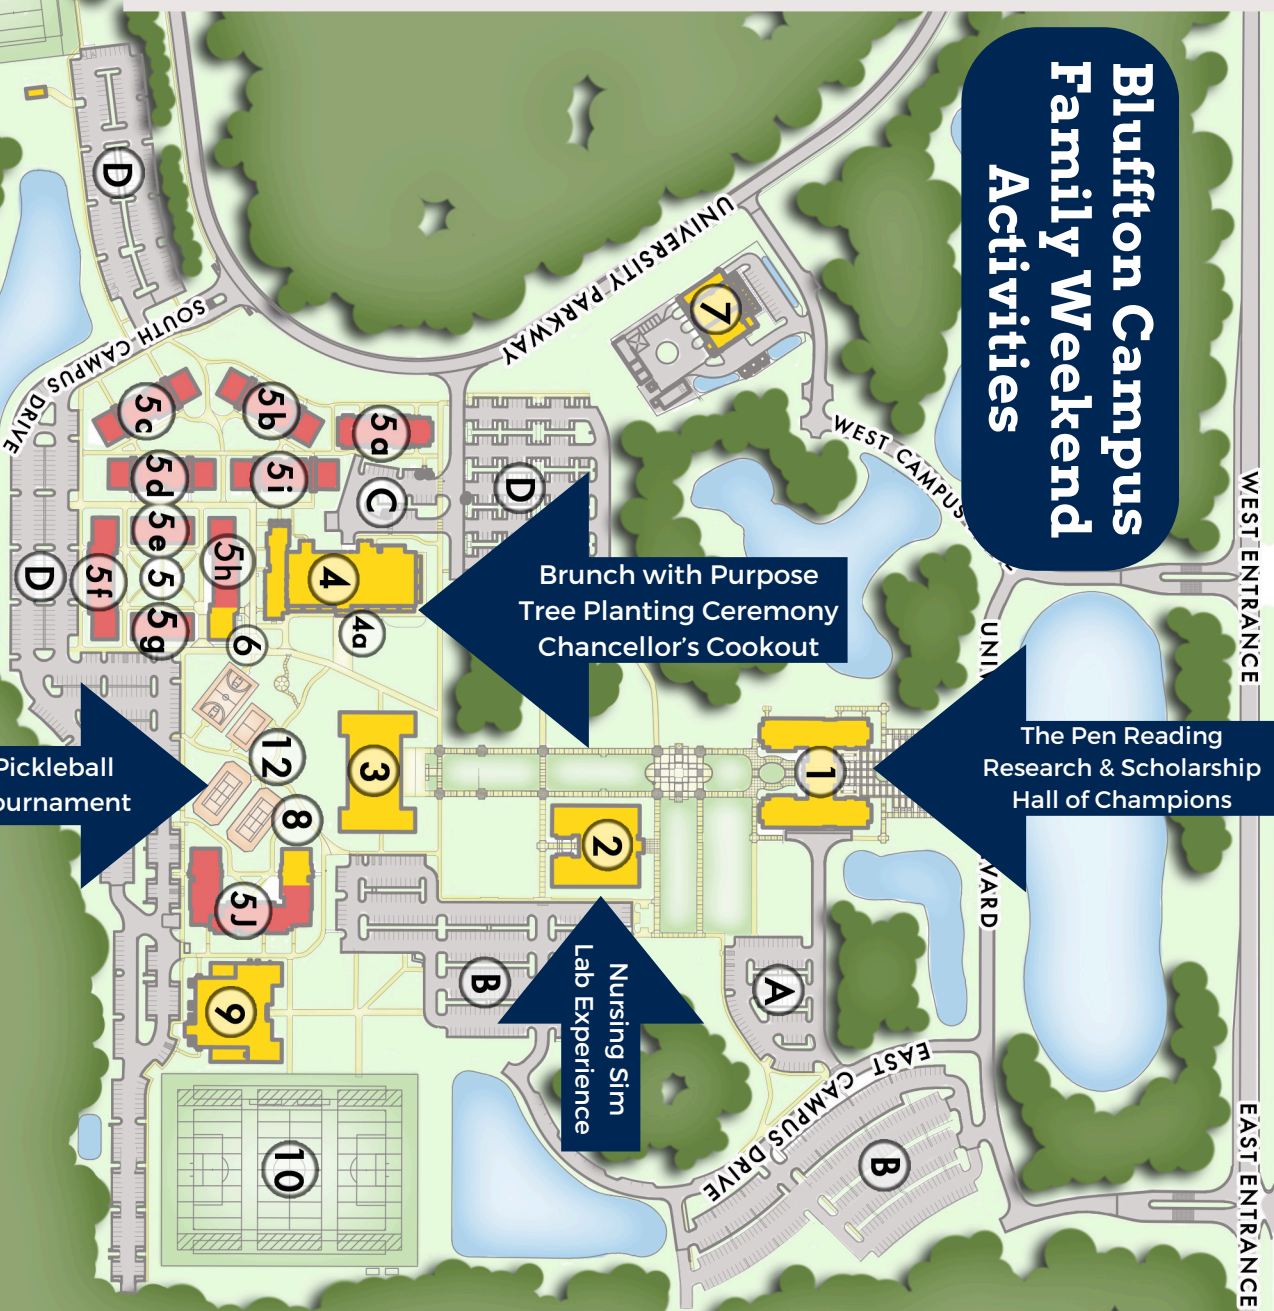 Bluffton Campus
Family Weekend
Activities
WEST ENTRANCE
EAST ENTRANCE
UNIVERSITY PARKWAY
WEST CAMPUS
SOUTH CAMPUS DRIVE
EAST CAMPUS DRIVE
UNI
VARD
Brunch with Purpose
Tree Planting Ceremony
Chancellor's Cookout
The Pen Reading
Research & Scholarship
Hall of Champions
Pickleball
ournament
Nursing Sim
Lab Experience
D
7
5c
5b
5a
5d
5i
C
D
5e
5h
4
D
5f
5
5g
6
4a
12
3
1
8
2
5J
B
A
9
10
B